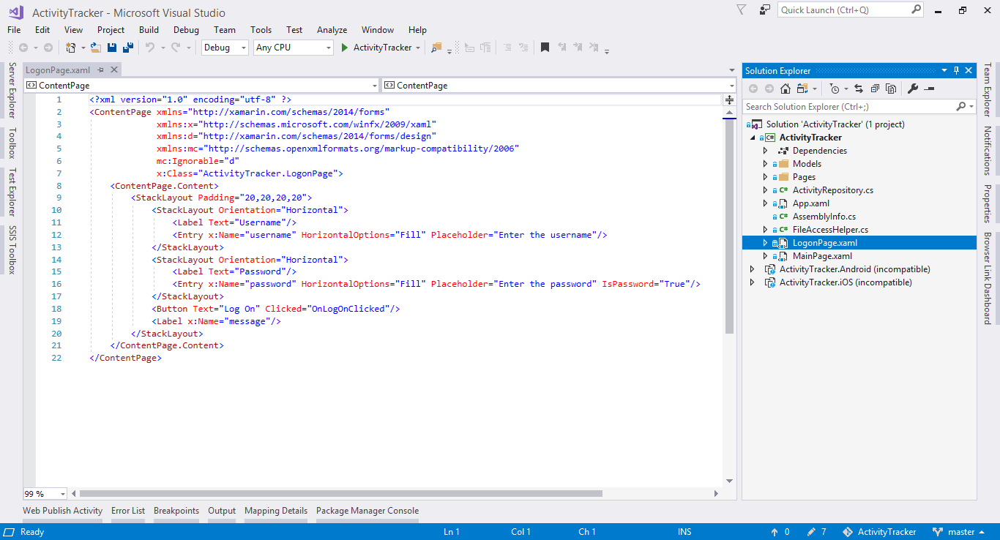 ActivityTracker - Microsoft Visual Studio
Quick Launch (Ctrl+Q)
File Edit View Project Build Debug Team Tools Test Analyze Window Help
Debug Any CPU ActivityTracker
Server Explorer
Toolbox
Test Explorer
SSIS Toolbox
LogonPage.xaml
ContentPage ContentPage
1 <?xml version="1.0" encoding="utf-8" ?>
2 <ContentPage xmlns="http://xamarin.com/schemas/2014/forms"
3 xmlns:x="http://schemas.microsoft.com/winfx/2009/xaml"
4 xmlns:d="http://xamarin.com/schemas/2014/forms/design"
5 xmlns:mc="http://schemas.openxmlformats.org/markup-compatibility/2006"
6 mc:Ignorable="d"
7 x:Class="ActivityTracker.LogonPage">
8 <ContentPage.Content>
9 <StackLayout Padding="20,20,20,20">
10 <StackLayout Orientation="Horizontal">
11 <Label Text="Username"/>
12 <Entry x:Name="username" HorizontalOptions="Fill" Placeholder="Enter the username"/>
13 </StackLayout>
14 <StackLayout Orientation="Horizontal">
15 <Label Text="Password"/>
16 <Entry x:Name="password" HorizontalOptions="Fill" Placeholder="Enter the password" IsPassword="True"/>
17 </StackLayout>
18 <Button Text="Log On" Clicked="OnLogOnClicked"/>
19 <Label x:Name="message"/>
20 </StackLayout>
21 </ContentPage.Content>
22 </ContentPage>
99 %
Solution Explorer
Search Solution Explorer (Ctrl+;)
Solution 'ActivityTracker' (1 project)
C# ActivityTracker
Dependencies
Models
Pages
C# ActivityRepository.cs
App.xaml
C# AssemblyInfo.cs
C# FileAccessHelper.cs
LogonPage.xaml
MainPage.xaml
ActivityTracker.Android (incompatible)
ActivityTracker.iOS (incompatible)
Team Explorer
Notifications
Properties
Browser Link Dashboard
Web Publish Activity Error List Breakpoints Output Mapping Details Package Manager Console
Ready Ln 1 Col 1 Ch 1 INS 0 7 ActivityTracker master